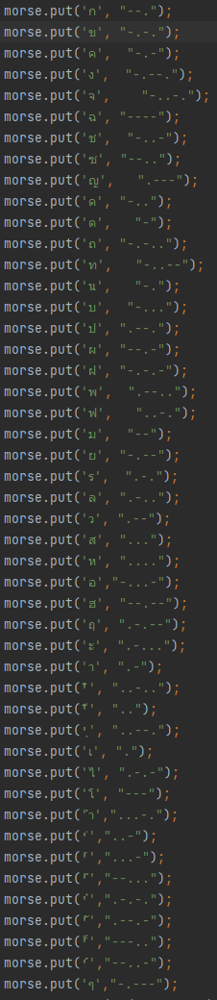 morse.put('ก', "--.");
morse.put('ข', "-.-.");
morse.put('ค', "-.-");
morse.put('ง', "-.--.");
morse.put('จ', "-..-.");
morse.put('ฉ', "----");
morse.put('ช', "-..-");
morse.put('ซ', "--..");
morse.put('ญ', ".---");
morse.put('ด', "-..");
morse.put('ต', "-");
morse.put('ถ', "-.-..");
morse.put('ท', "-..--");
morse.put('น', "-.");
morse.put('บ', "-...");
morse.put('ป', ".--.");
morse.put('ผ', "--.-");
morse.put('ฝ', "-.-.-");
morse.put('พ', ".--..");
morse.put('ฟ', "..-.");
morse.put('ม', "--");
morse.put('ย', "-.--");
morse.put('ร', ".-.");
morse.put('ล', ".-..");
morse.put('ว', ".--");
morse.put('ส', "...");
morse.put('ห', "....");
morse.put('อ',"-...-");
morse.put('ฮ', "--.--");
morse.put('ฤ', ".-.--");
morse.put('ะ', ".-...");
morse.put('า', ".-");
morse.put('ิ', "..-..");
morse.put('ี', "..");
morse.put('ุ', "..--.");
morse.put('เ', ".");
morse.put('ไ', ".-..-");
morse.put('โ', "---");
morse.put('ำ',"...-.");
morse.put('่',"..-");
morse.put('้',"...-");
morse.put('๊',"--...");
morse.put('๋',".-.-.");
morse.put('ั',".--.-");
morse.put('็',"---..");
morse.put('์',"--..-");
morse.put('ๆ',"-.---");